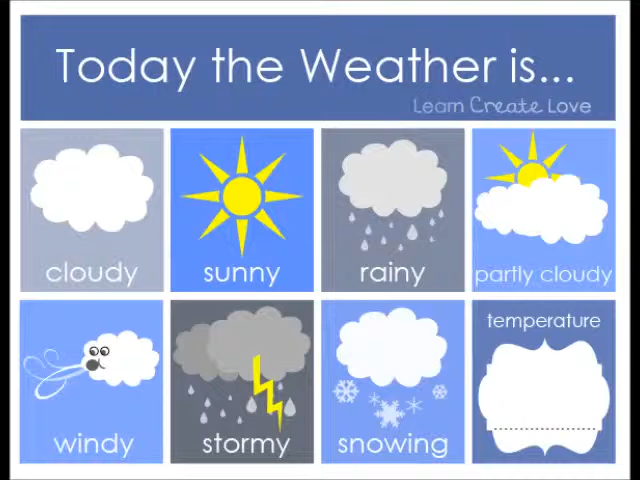 Today the Weather is...
Learn Create Love
cloudy
sunny
rainy
partly cloudy
windy
stormy
snowing
temperature